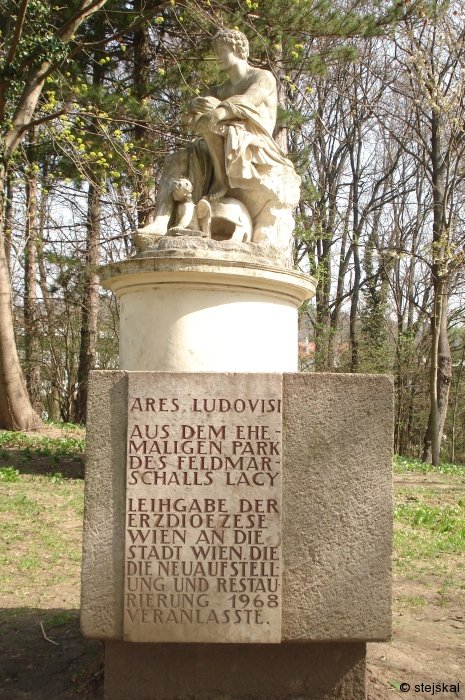 ARES. LUDOVISI
AUS DEM EHE-
MALIGEN PARK
DES FELDMAR-
SCHALLS LACY
LEIHGABE DER
ERZDIOEZESE
WIEN AN DIE
STADT WIEN. DIE
DIE NEUAUFSTELL-
UNG UND RESTAU
RIERUNG 1968
VERANLASSTE.
© stejskal